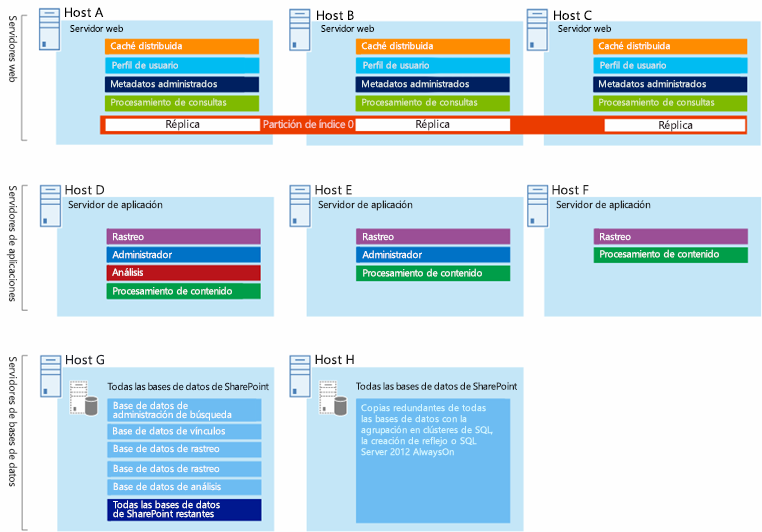 Servidores web
Host A
Servidor web
Caché distribuida
Perfil de usuario
Metadatos administrados
Procesamiento de consultas
Réplica
Host B
Servidor web
Caché distribuida
Perfil de usuario
Metadatos administrados
Procesamiento de consultas
Partición de índice 0
Réplica
Host C
Servidor web
Caché distribuida
Perfil de usuario
Metadatos administrados
Procesamiento de consultas
Réplica
Servidores de aplicaciones
Host D
Servidor de aplicación
Rastreo
Administrador
Análisis
Procesamiento de contenido
Host E
Servidor de aplicación
Rastreo
Administrador
Procesamiento de contenido
Host F
Servidor de aplicación
Rastreo
Procesamiento de contenido
Servidores de bases de datos
Host G
Todas las bases de datos de SharePoint
Base de datos de
administración de búsqueda
Base de datos de vínculos
Base de datos de rastreo
Base de datos de rastreo
Base de datos de análisis
Todas las bases de datos
de SharePoint restantes
Host H
Todas las bases de datos de SharePoint
Copias redundantes de todas
las bases de datos con la
agrupación en clústeres de SQL,
la creación de reflejo o SQL
Server 2012 AlwaysOn